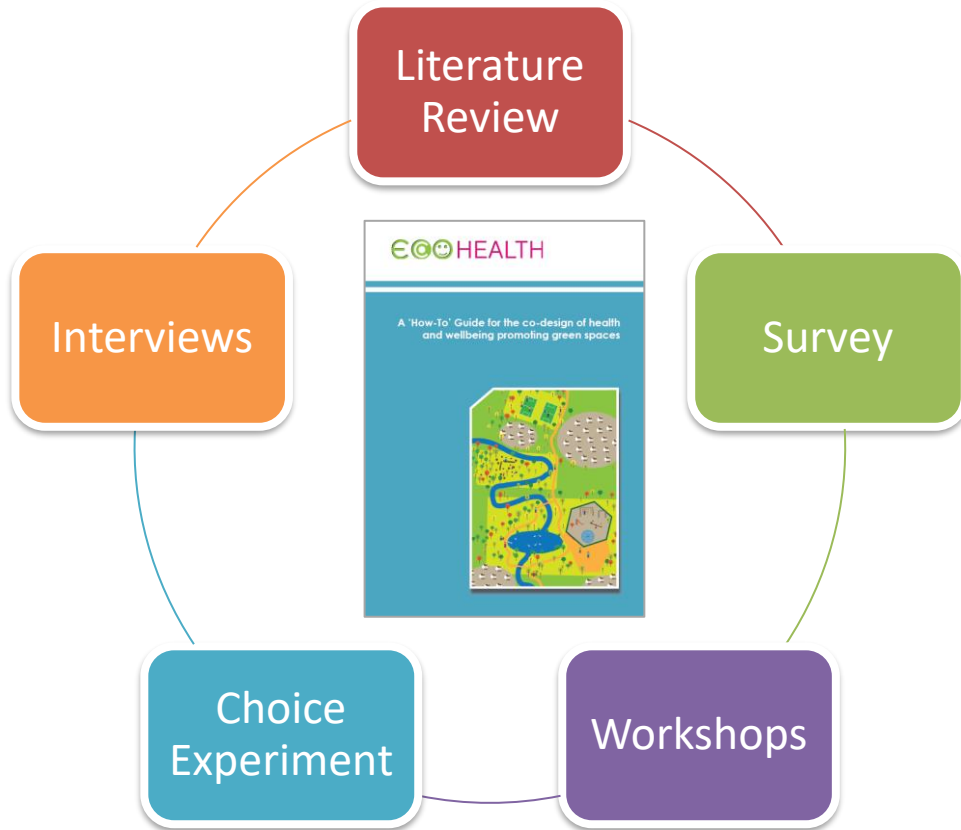 Literature
Review
Interviews
ECOHEALTH
A 'How-To' Guide for the co-design of health
and wellbeing promoting green spaces
Survey
Choice
Experiment
Workshops